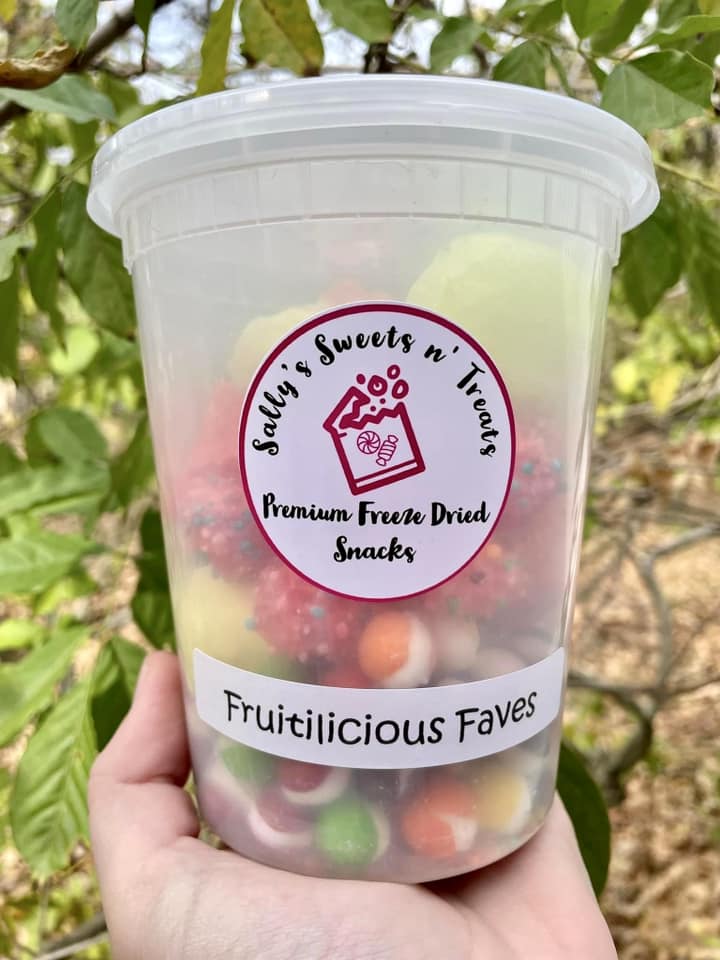 Sally's Sweets n' Treats
Premium Freeze Dried
Snacks
Fruitilicious Faves